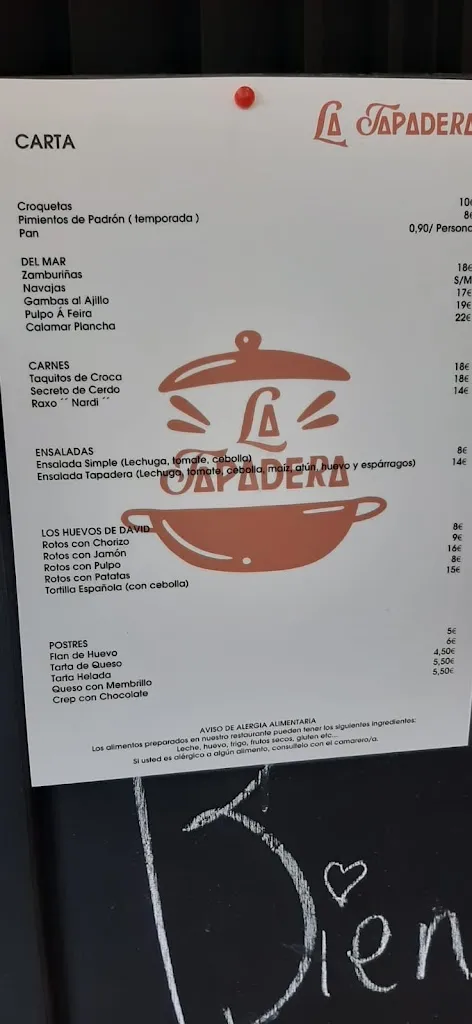 LA TAPADERA
CARTA
Croquetas 10€
Pimientos de Padrón ( temporada ) 8€
Pan 0,90/ Persona
DEL MAR
Zamburiñas 18€
Navajas S/M
Gambas al Ajillo 17€
Pulpo Á Feira 19€
Calamar Plancha 22€
CARNES
Taquitos de Croca 18€
Secreto de Cerdo 18€
Raxo ´´ Nardi ´´ 14€
LA
TAPADERA
ENSALADAS
Ensalada Simple (Lechuga, tomate, cebolla) 8€
Ensalada Tapadera (Lechuga, tomate, cebolla, maíz, atún, huevo y espárragos) 14€
LOS HUEVOS DE DAVID
Rotos con Chorizo 8€
Rotos con Jamón 9€
Rotos con Pulpo 16€
Rotos con Patatas 8€
Tortilla Española (con cebolla) 15€
POSTRES
Flan de Huevo 5€
Tarta de Queso 6€
Tarta Helada 4,50€
Queso con Membrillo 5,50€
Crep con Chocolate 5,50€
AVISO DE ALERGIA ALIMENTARIA
Los alimentos preparados en nuestro restaurante pueden tener los siguientes ingredientes:
Leche, huevo, trigo, frutos secos, gluten etc...
Si usted es alérgico a algún alimento, consultelo con el camarero/a.
Bien